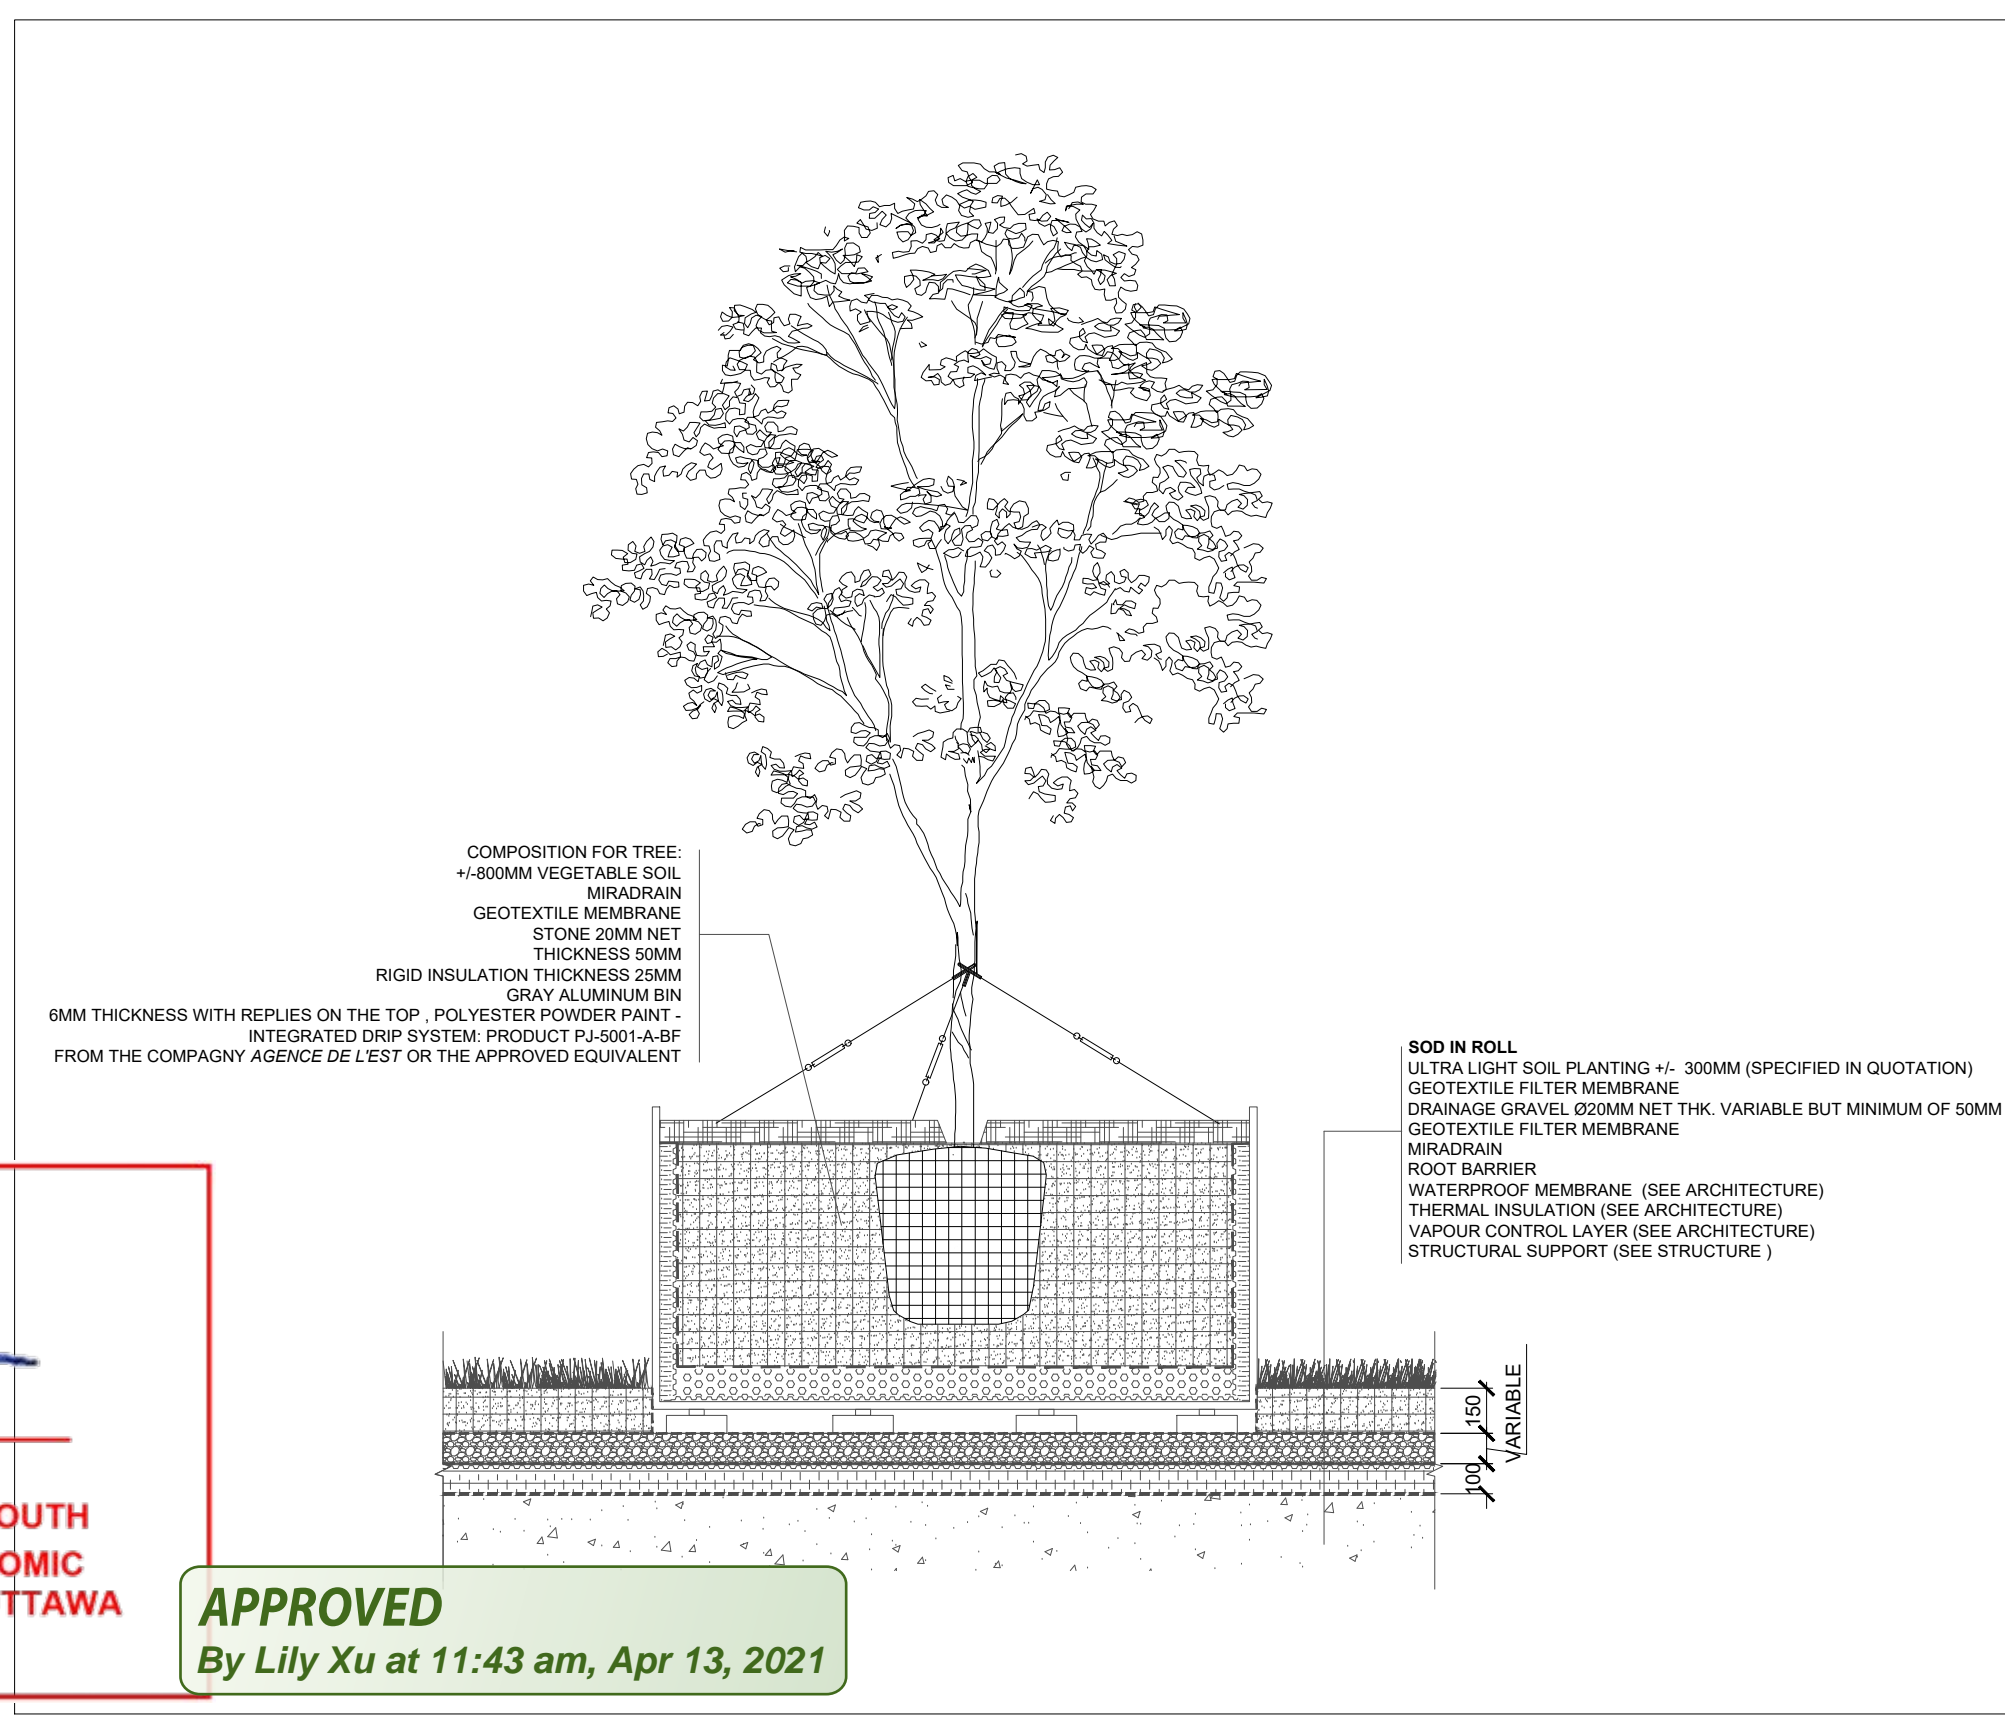 COMPOSITION FOR TREE:
+/-800MM VEGETABLE SOIL
MIRADRAIN
GEOTEXTILE MEMBRANE
STONE 20MM NET
THICKNESS 50MM
RIGID INSULATION THICKNESS 25MM
GRAY ALUMINUM BIN
6MM THICKNESS WITH REPLIES ON THE TOP , POLYESTER POWDER PAINT -
INTEGRATED DRIP SYSTEM: PRODUCT PJ-5001-A-BF
FROM THE COMPAGNY AGENCE DE L'EST OR THE APPROVED EQUIVALENT
SOD IN ROLL
ULTRA LIGHT SOIL PLANTING +/- 300MM (SPECIFIED IN QUOTATION)
GEOTEXTILE FILTER MEMBRANE
DRAINAGE GRAVEL Ø20MM NET THK. VARIABLE BUT MINIMUM OF 50MM
GEOTEXTILE FILTER MEMBRANE
MIRADRAIN
ROOT BARRIER
WATERPROOF MEMBRANE (SEE ARCHITECTURE)
THERMAL INSULATION (SEE ARCHITECTURE)
VAPOUR CONTROL LAYER (SEE ARCHITECTURE)
STRUCTURAL SUPPORT (SEE STRUCTURE )
150
VARIABLE
100
OUTH
OMIC
TTAWA
APPROVED
By Lily Xu at 11:43 am, Apr 13, 2021